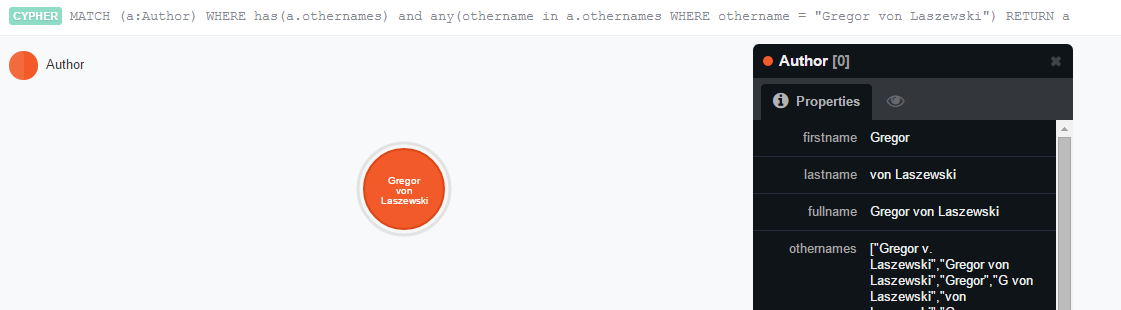 CYPHER MATCH (a:Author) WHERE has(a.othernames) and any(othername in a.othernames WHERE othername = "Gregor von Laszewski") RETURN a
Author
Gregor
von
Laszewski
Author [0]
Properties
firstname Gregor
lastname von Laszewski
fullname Gregor von Laszewski
othernames ["Gregor v.
Laszewski","Gregor von
Laszewski","Gregor","G von
Laszewski","von